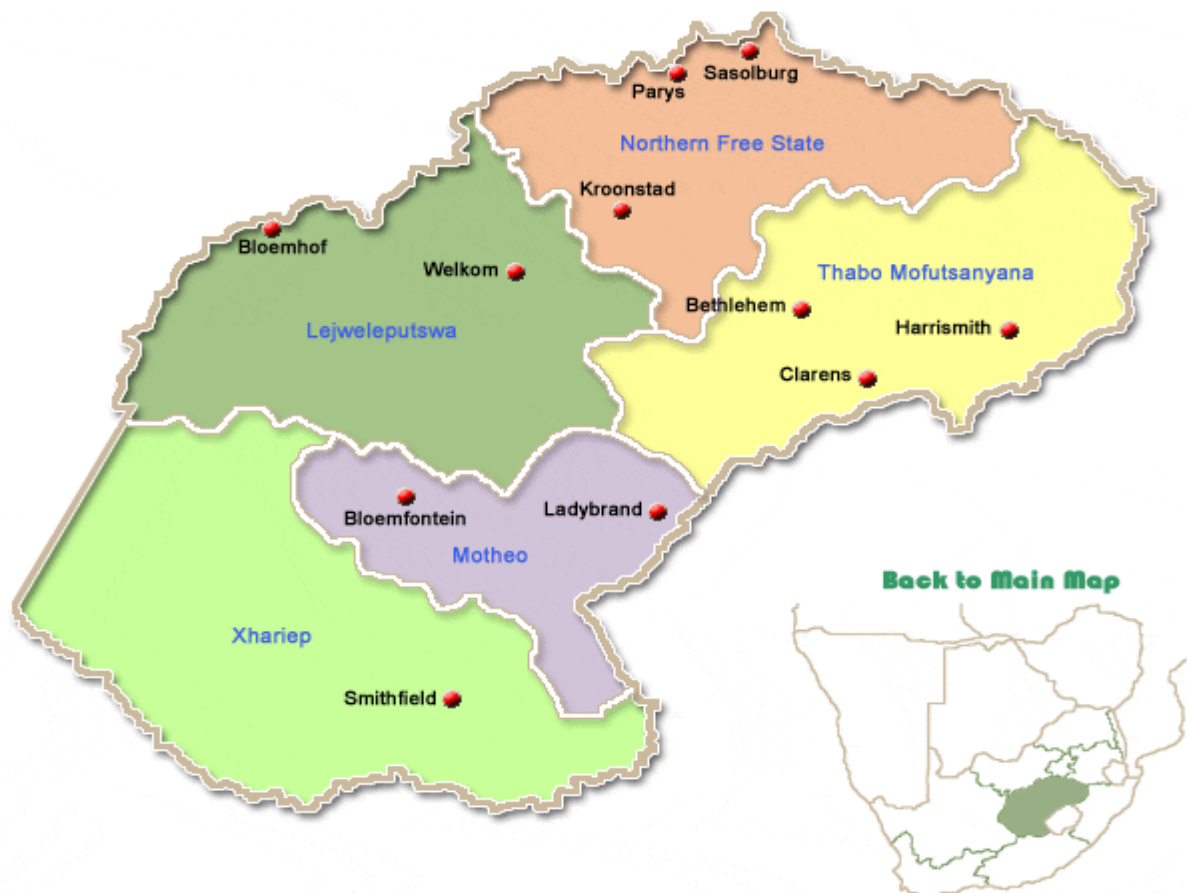 Sasolburg
Parys
Northern Free State
Kroonstad
Bloemhof
Welkom
Thabo Mofutsanyana
Bethlehem
Harrismith
Lejweleputswa
Clarens
Bloemfontein
Ladybrand
Motheo
Back to Main Map
Xhariep
Smithfield